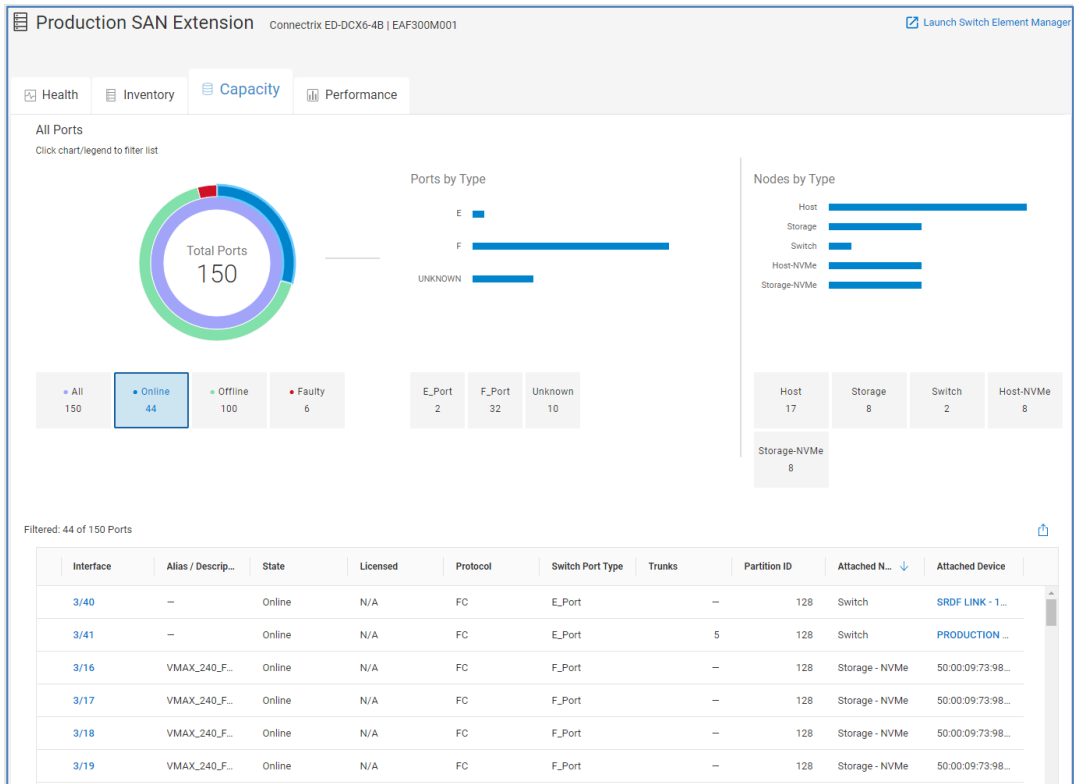 Production SAN Extension Connectrix ED-DCX6-4B | EAF300M001 Launch Switch Element Manager
Health Inventory Capacity Performance
All Ports
Click chart/legend to filter list
Total Ports
150
Ports by Type
E
F
UNKNOWN
Nodes by Type
Host
Storage
Switch
Host-NVMe
Storage-NVMe
All Online Offline Faulty
150 44 100 6
E_Port F_Port Unknown
2 32 10
Host Storage Switch Host-NVMe
17 8 2 8
Storage-NVMe
8
Filtered: 44 of 150 Ports
Interface Alias / Descrip... State Licensed Protocol Switch Port Type Trunks Partition ID Attached N... ↓ Attached Device
3/40 – Online N/A FC E_Port – 128 Switch SRDF LINK - 1...
3/41 – Online N/A FC E_Port 5 128 Switch PRODUCTION ...
3/16 VMAX_240_F... Online N/A FC F_Port – 128 Storage - NVMe 50:00:09:73:98...
3/17 VMAX_240_F... Online N/A FC F_Port – 128 Storage - NVMe 50:00:09:73:98...
3/18 VMAX_240_F... Online N/A FC F_Port – 128 Storage - NVMe 50:00:09:73:98...
3/19 VMAX_240_F... Online N/A FC F_Port – 128 Storage - NVMe 50:00:09:73:98...